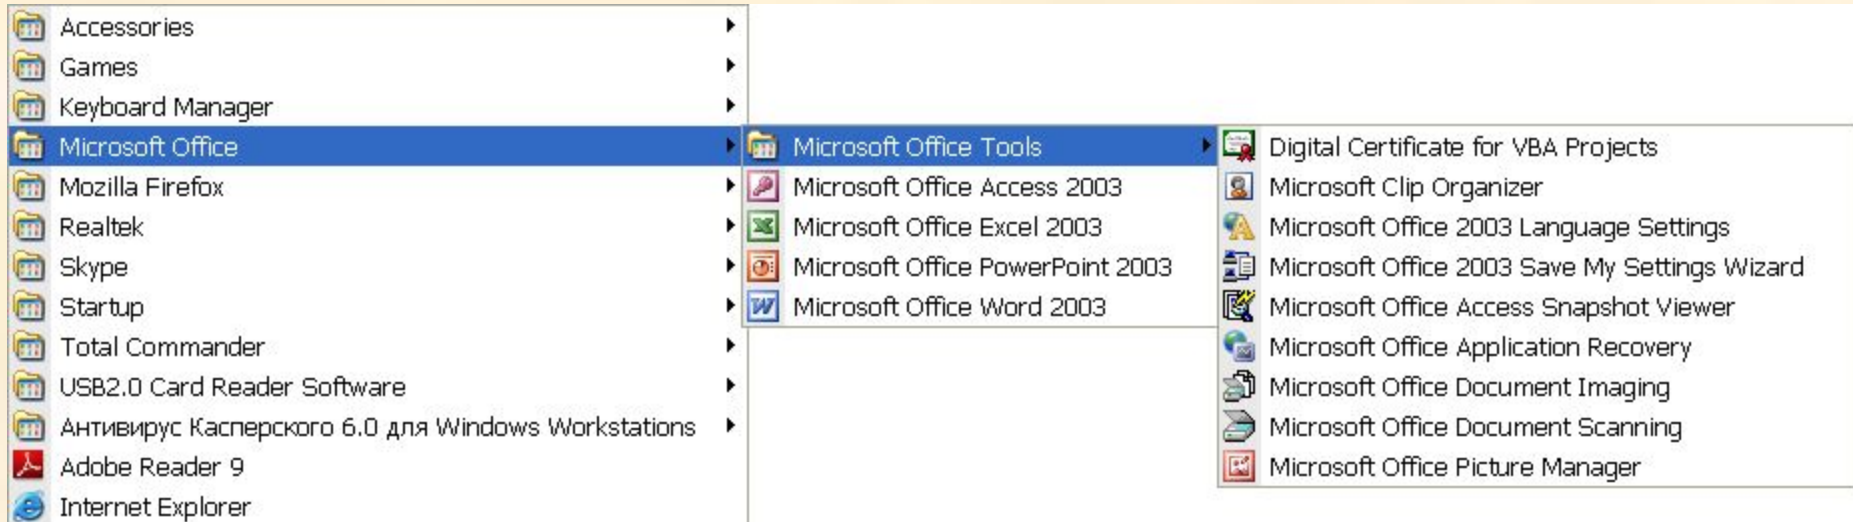 Accessories
Games
Keyboard Manager
Microsoft Office
Mozilla Firefox
Realtek
Skype
Startup
Total Commander
USB2.0 Card Reader Software
Антивирус Касперского 6.0 для Windows Workstations
Adobe Reader 9
Internet Explorer
Microsoft Office Tools
Microsoft Office Access 2003
Microsoft Office Excel 2003
Microsoft Office PowerPoint 2003
Microsoft Office Word 2003
Digital Certificate for VBA Projects
Microsoft Clip Organizer
Microsoft Office 2003 Language Settings
Microsoft Office 2003 Save My Settings Wizard
Microsoft Office Access Snapshot Viewer
Microsoft Office Application Recovery
Microsoft Office Document Imaging
Microsoft Office Document Scanning
Microsoft Office Picture Manager